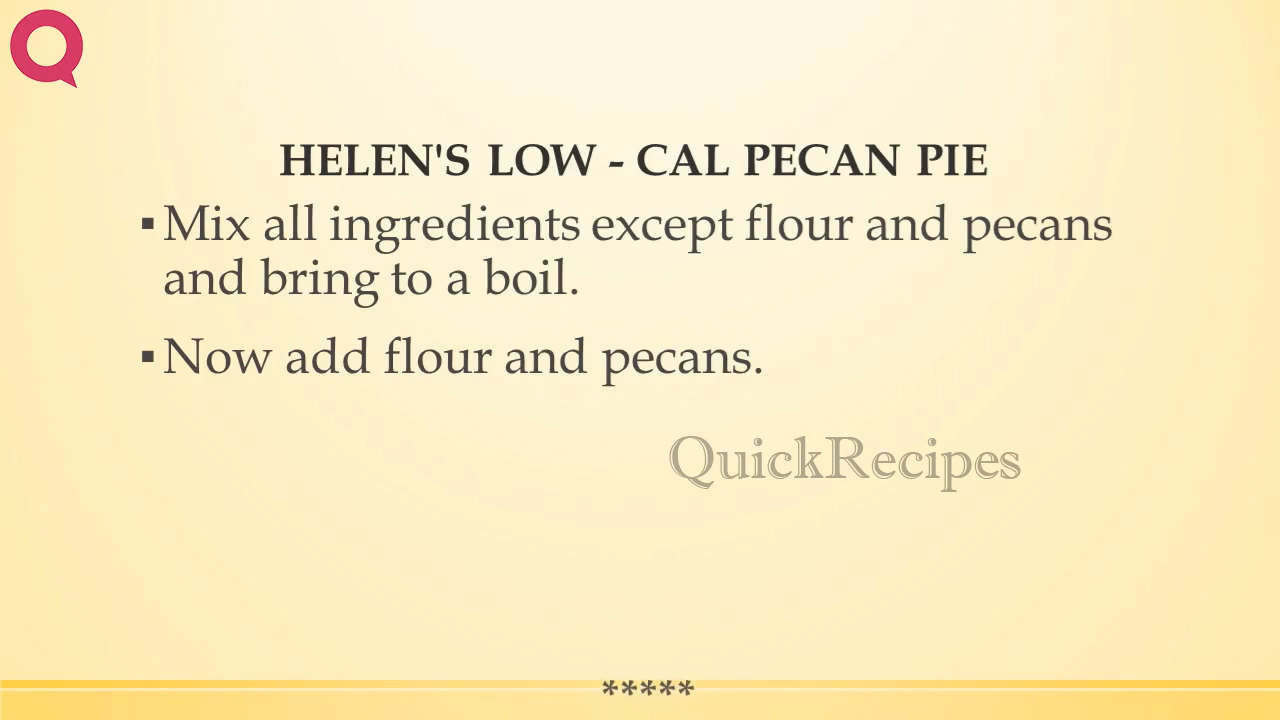 HELEN'S LOW - CAL PECAN PIE
▪ Mix all ingredients except flour and pecans
and bring to a boil.
▪ Now add flour and pecans.
QuickRecipes
*****